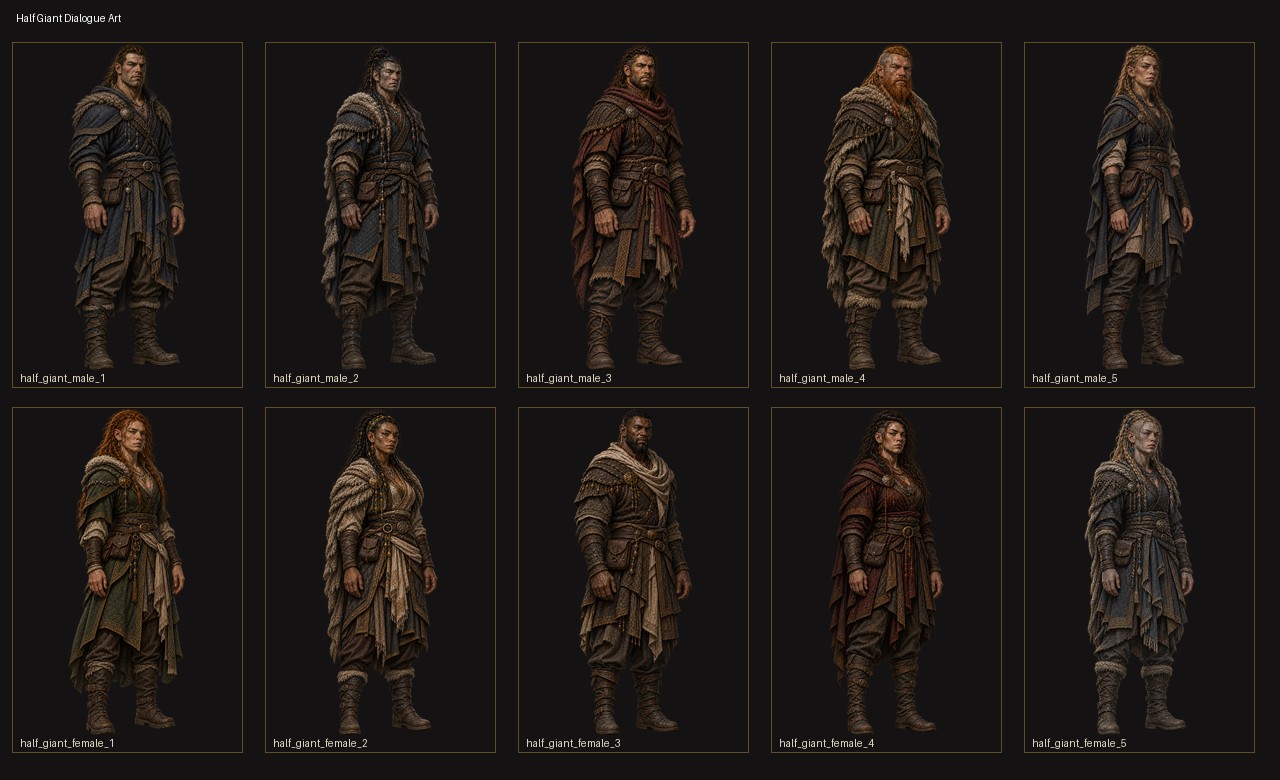 Half Giant Dialogue Art
half_giant_male_1
half_giant_male_2
half_giant_male_3
half_giant_male_4
half_giant_male_5
half_giant_female_1
half_giant_female_2
half_giant_female_3
half_giant_female_4
half_giant_female_5